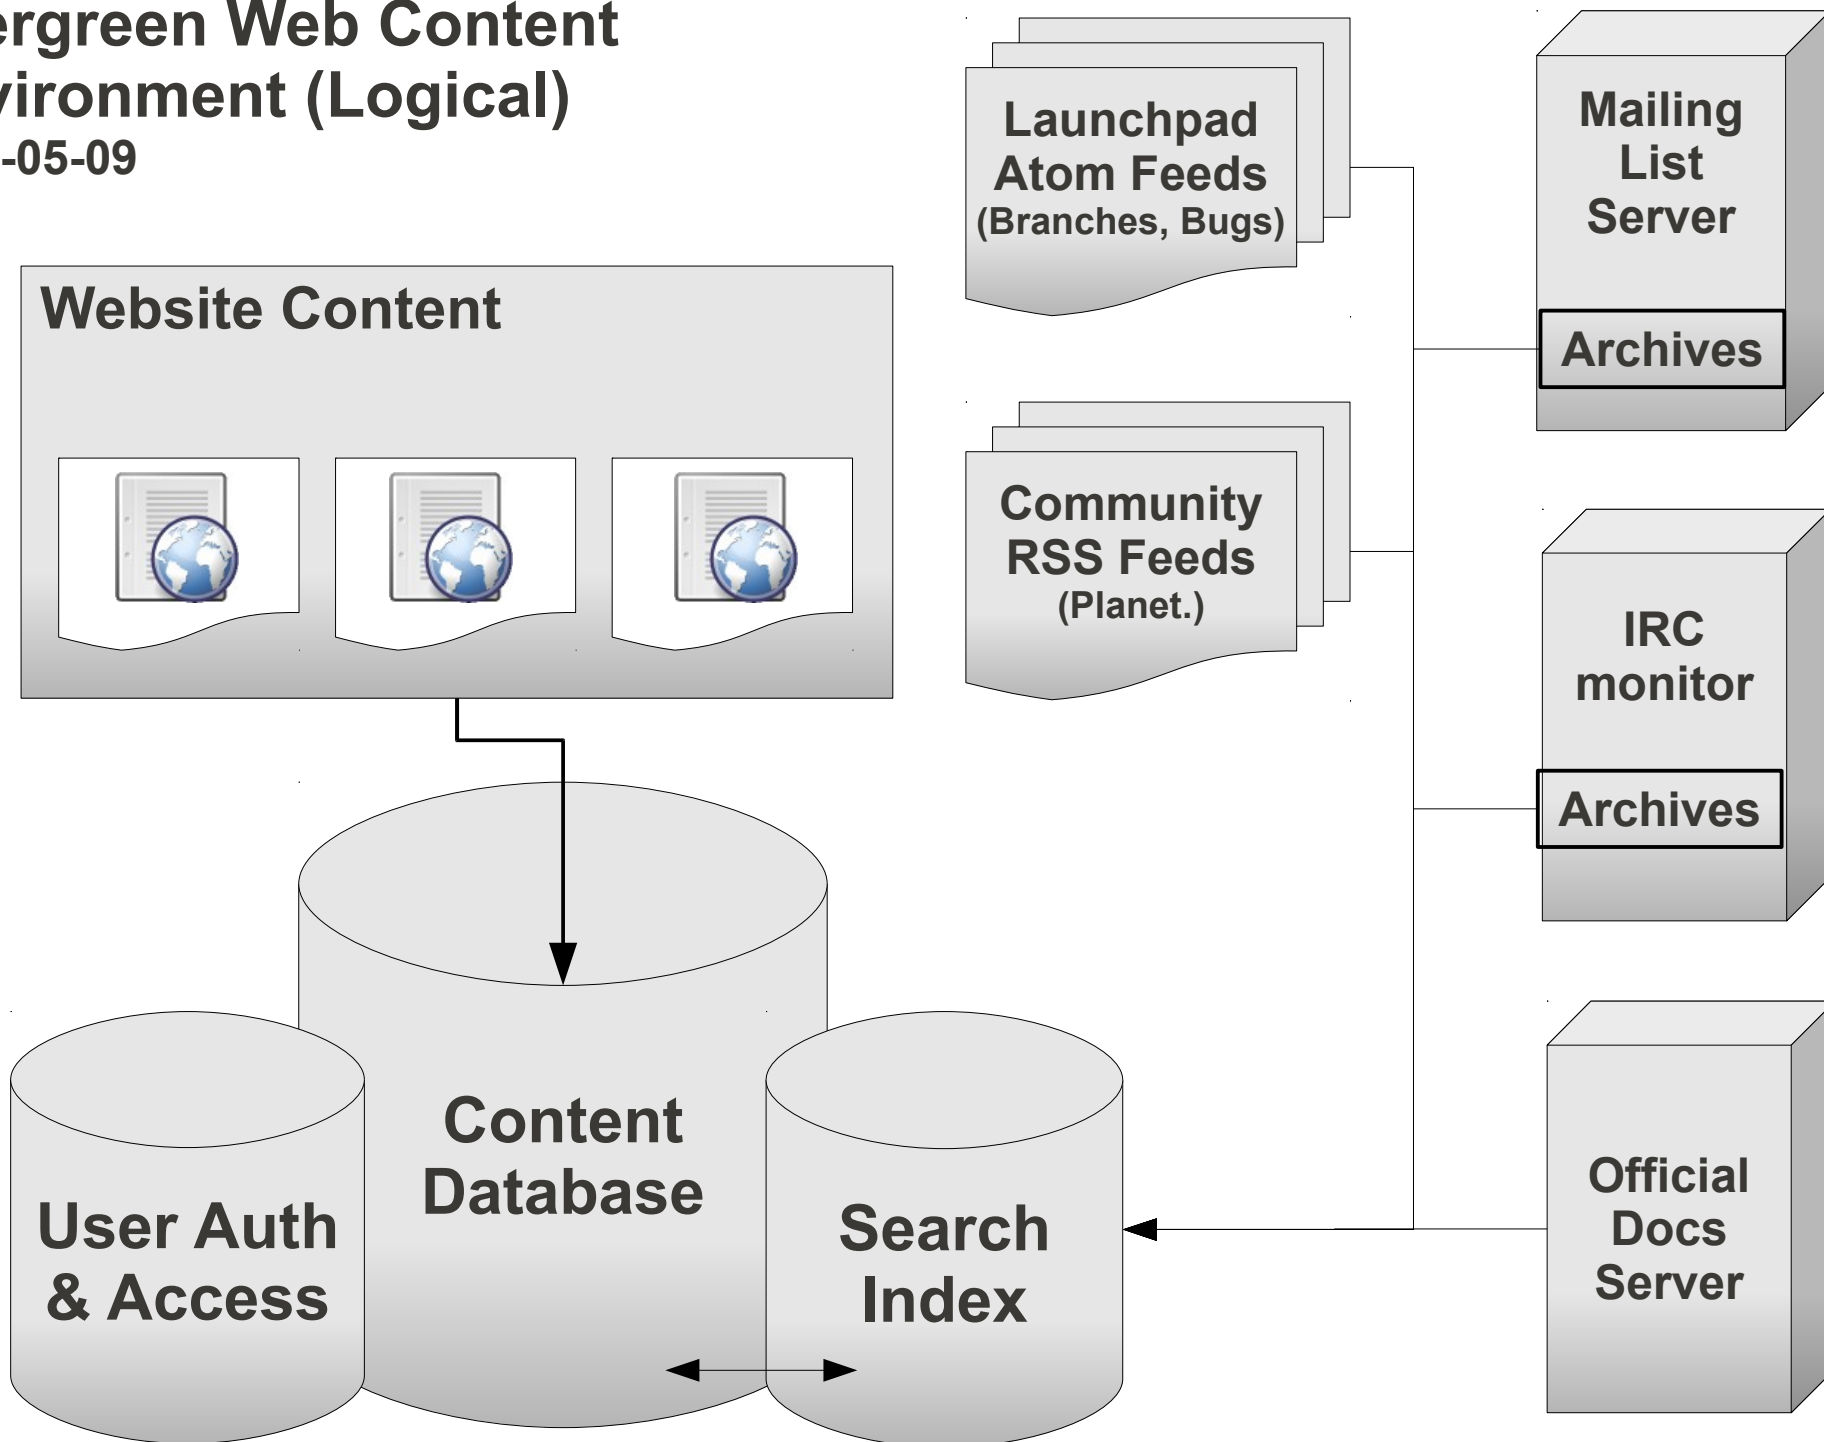 ergreen Web Content
vironment (Logical)
-05-09
Website Content
Launchpad
Atom Feeds
(Branches, Bugs)
Community
RSS Feeds
(Planet.)
Mailing
List
Server
Archives
IRC
monitor
Archives
Official
Docs
Server
Content
Database
User Auth
& Access
Search
Index